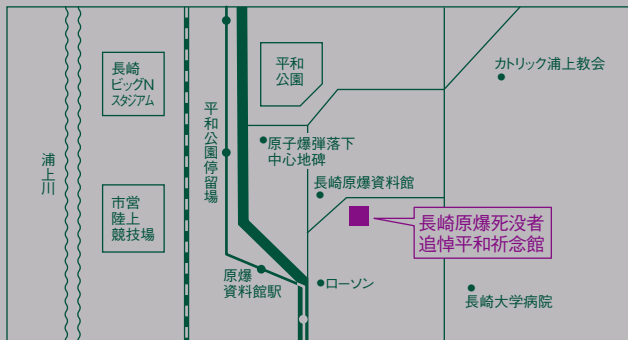 長崎
ビッグN
スタジアム
平和
公園
カトリック浦上教会
平和公園停留場
原子爆弾落下
中心地碑
浦上川
長崎原爆資料館
市営
陸上
競技場
長崎原爆死没者
追悼平和祈念館
原爆
資料館駅
ローソン
長崎大学病院